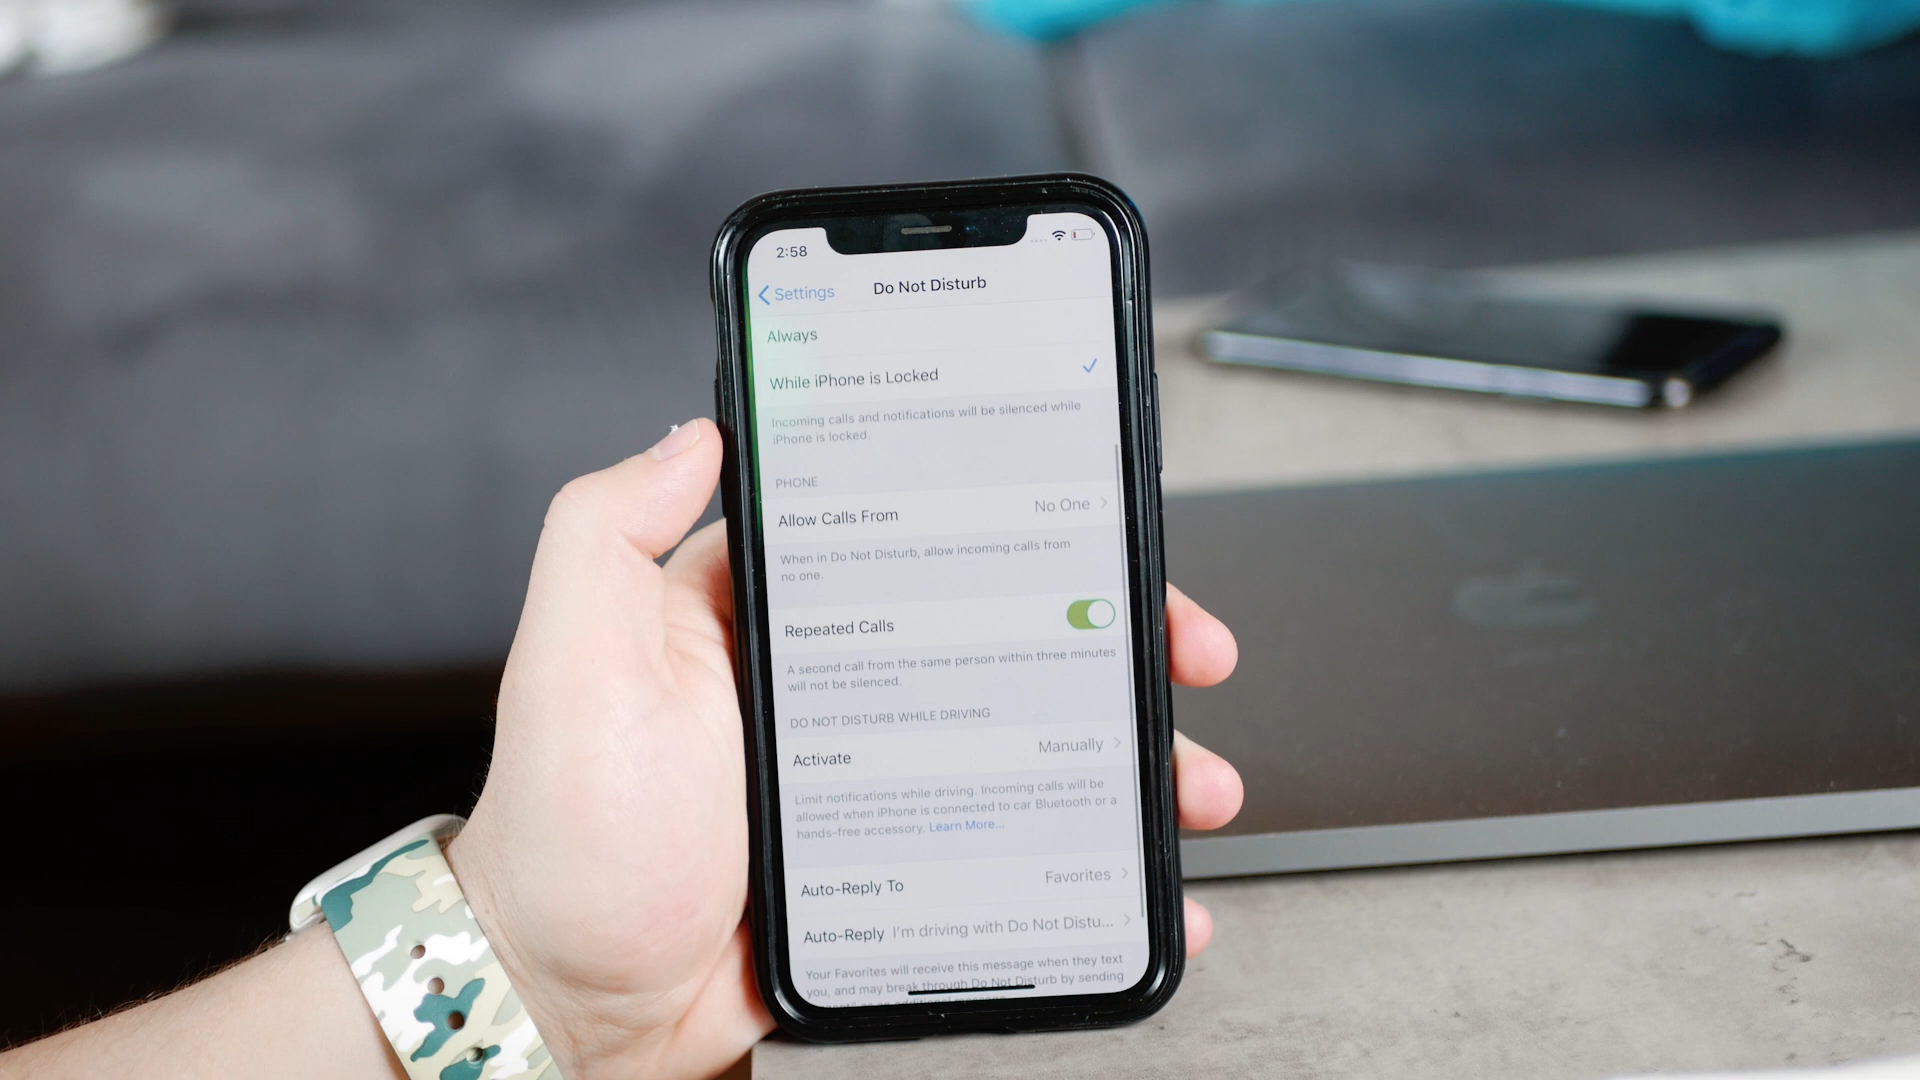 2:58
Settings
Do Not Disturb
Always
While iPhone is Locked
Incoming calls and notifications will be silenced while
iPhone is locked.
PHONE
Allow Calls From No One
When in Do Not Disturb, allow incoming calls from
no one.
Repeated Calls
A second call from the same person within three minutes
will not be silenced.
DO NOT DISTURB WHILE DRIVING
Activate Manually
Limit notifications while driving. Incoming calls will be
allowed when iPhone is connected to car Bluetooth or a
hands-free accessory. Learn More...
Auto-Reply To Favorites
Auto-Reply I'm driving with Do Not Distu...
Your Favorites will receive this message when they text
you, and may break through Do Not Disturb by sending
as an additional message.